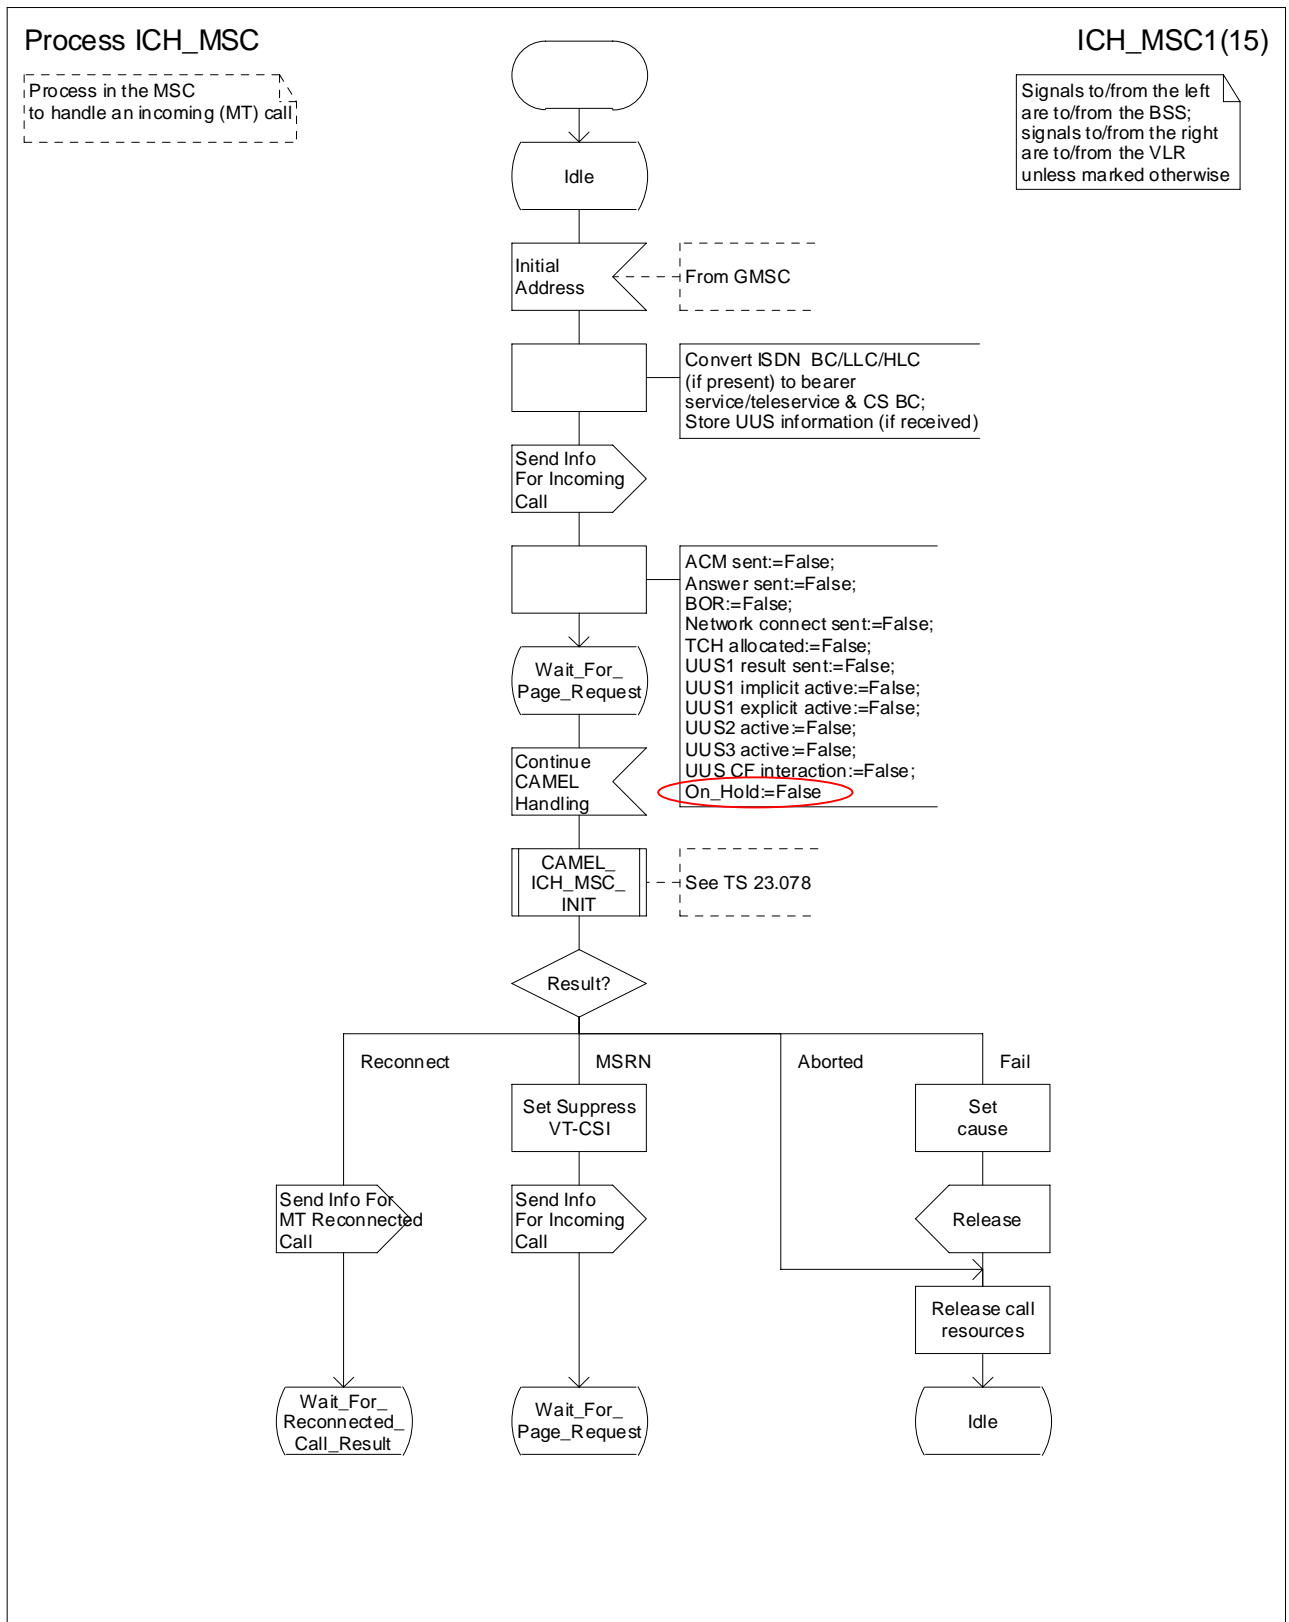 Process ICH_MSC
ICH_MSC1(15)
Process in the MSC
to handle an incoming (MT) call
Signals to/from the left
are to/from the BSS;
signals to/from the right
are to/from the VLR
unless marked otherwise
Idle
Initial
Address
From GMSC
Convert ISDN BC/LLC/HLC
(if present) to bearer
service/teleservice & CS BC;
Store UUS information (if received)
Send Info
For Incoming
Call
ACM sent:=False;
Answer sent:=False;
BOR:=False;
Network connect sent:=False;
TCH allocated:=False;
UUS1 result sent:=False;
UUS1 implicit active:=False;
UUS1 explicit active:=False;
UUS2 active:=False;
UUS3 active:=False;
UUS CF interaction:=False;
On_Hold:=False
Wait_For_
Page_Request
Continue
CAMEL
Handling
CAMEL_
ICH_MSC_
INIT
See TS 23.078
Result?
Reconnect
MSRN
Aborted
Fail
Set Suppress
VT-CSI
Set
cause
Send Info For
MT Reconnected
Call
Send Info
For Incoming
Call
Release
Release call
resources
Wait_For_
Reconnected_
Call_Result
Wait_For_
Page_Request
Idle